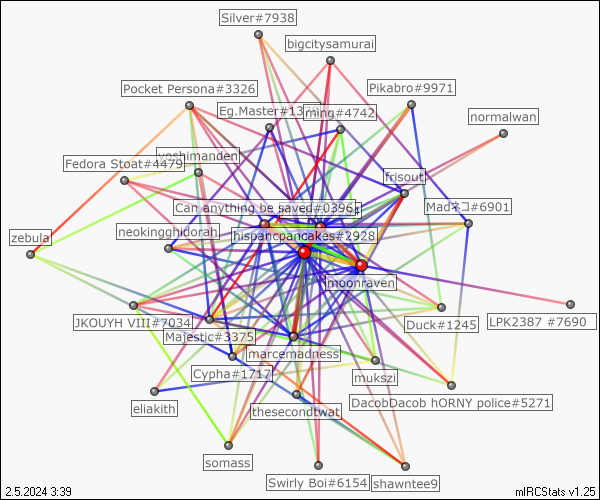 Silver#7938
bigcitysamurai
Pocket Persona#3326
Pikabro#9971
Eg.Master#13
ming#4742
normalwan
yoshimanden
Fedora Stoat#4479
frisout
Can anything be saved#0396
Madネコ#6901
zebula
neokingghidorah
hispancpancakes#2928
moonraven
JKOUYH VIII#7034
Majestic#3375
Duck#1245
LPK2387 #7690
marcemadness
Cypha#1717
mukszi
eliakith
thesecondtwat
DacobDacob hORNY police#5271
somass
Swirly Boi#6154
shawntee9
2.5.2024 3:39
mIRCStats v1.25